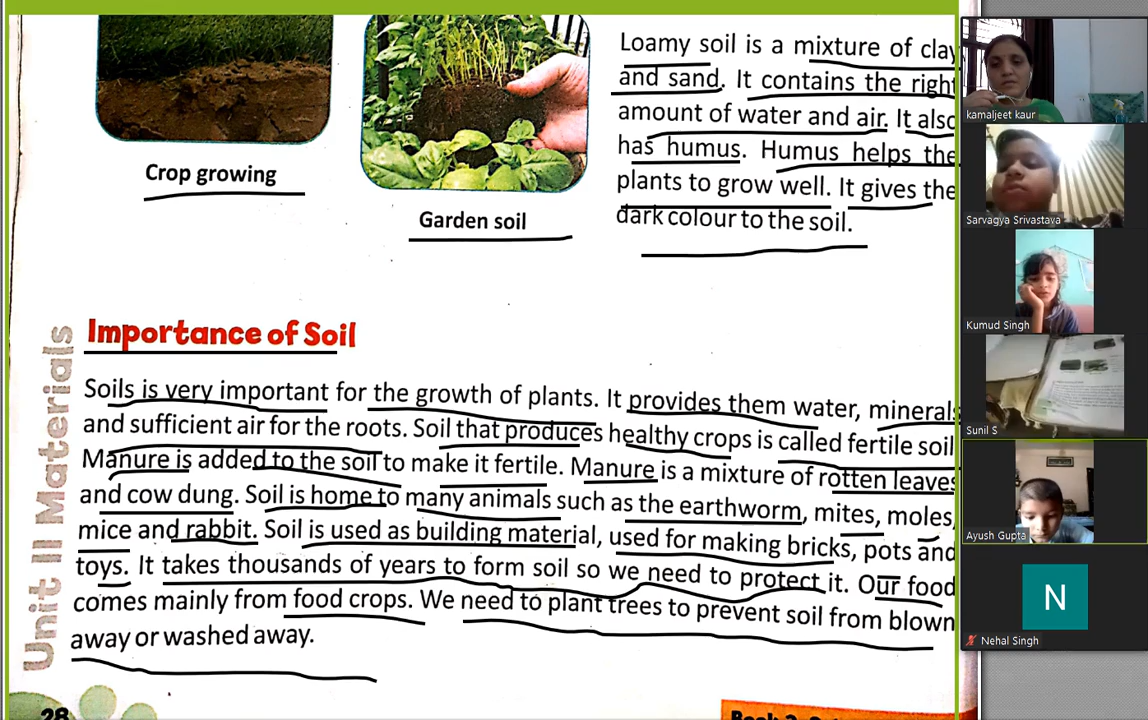 Loamy soil is a mixture of clay
and sand. It contains the right
amount of water and air. It also
has humus. Humus helps the
plants to grow well. It gives the
dark colour to the soil.
Crop growing
Garden soil
Importance of Soil
Soils is very important for the growth of plants. It provides them water, minerals
and sufficient air for the roots. Soil that produces healthy crops is called fertile soil
Manure is added to the soil to make it fertile. Manure is a mixture of rotten leaves
and cow dung. Soil is home to many animals such as the earthworm, mites, moles,
mice and rabbit. Soil is used as building material, used for making bricks, pots and
toys. It takes thousands of years to form soil so we need to protect it. Our food
comes mainly from food crops. We need to plant trees to prevent soil from blown
away or washed away.
Unit II Materials
28
kamaljeet kaur
Sarvagya Srivastava
Kumud Singh
Sunil S
Ayush Gupta
N
Nehal Singh